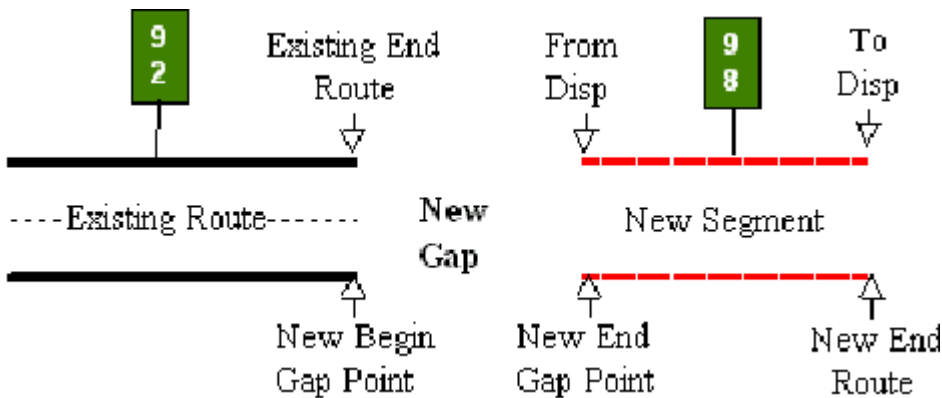 9
2
Existing End
Route
From
Disp
9
8
To
Disp
-----Existing Route-------
New
Gap
New Segment
New Begin
Gap Point
New End
Gap Point
New End
Route